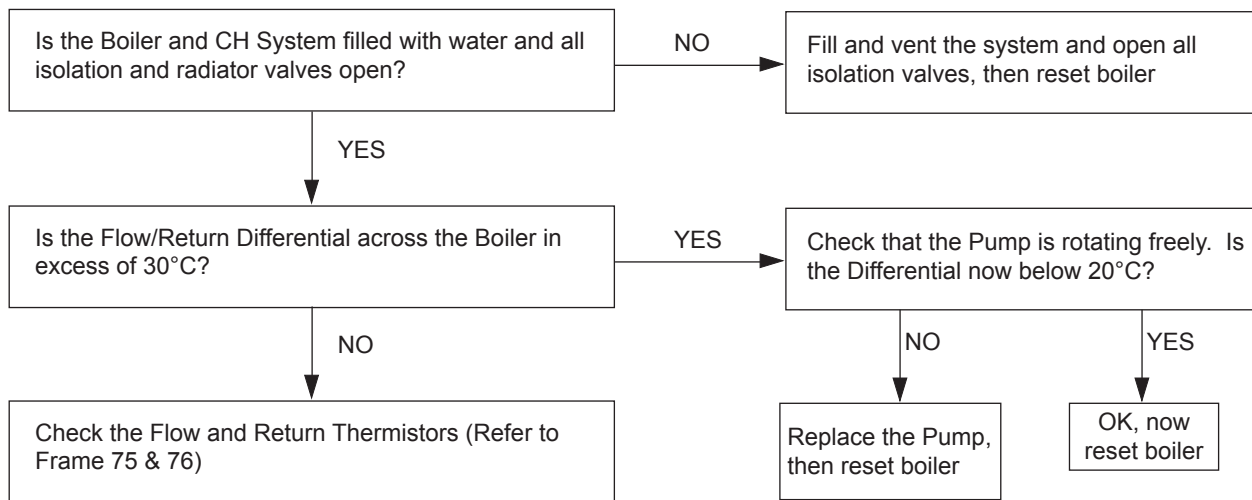 Is the Boiler and CH System filled with water and all
isolation and radiator valves open?
NO
Fill and vent the system and open all
isolation valves, then reset boiler
YES
Is the Flow/Return Differential across the Boiler in
excess of 30°C?
YES
Check that the Pump is rotating freely.  Is
the Differential now below 20°C?
NO
NO
YES
Check the Flow and Return Thermistors (Refer to
Frame 75 & 76)
Replace the Pump,
then reset boiler
OK, now
reset boiler